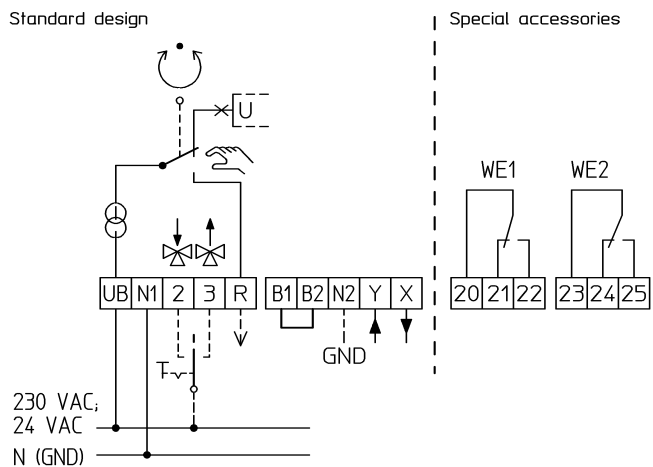 Standard design
Special accessories
U
WE1
WE2
UB N1 2 3 R
B1 B2 N2 Y X
20 21 22
23 24 25
GND
230 VAC;
24 VAC
N (GND)